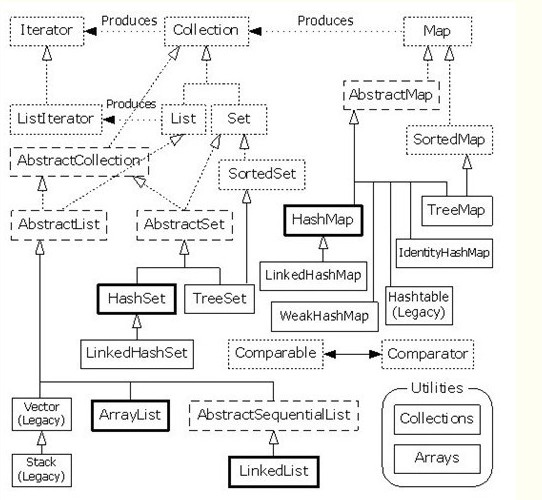 Produces
Produces
Iterator
Collection
Map
AbstractMap
Produces
ListIterator
List
Set
SortedMap
AbstractCollection
SortedSet
TreeMap
AbstractList
AbstractSet
HashMap
IdentityHashMap
LinkedHashMap
HashSet
TreeSet
Hashtable
(Legacy)
WeakHashMap
LinkedHashSet
Comparable
Comparator
Utilities
Vector
(Legacy)
ArrayList
AbstractSequentialList
Collections
Arrays
Stack
(Legacy)
LinkedList